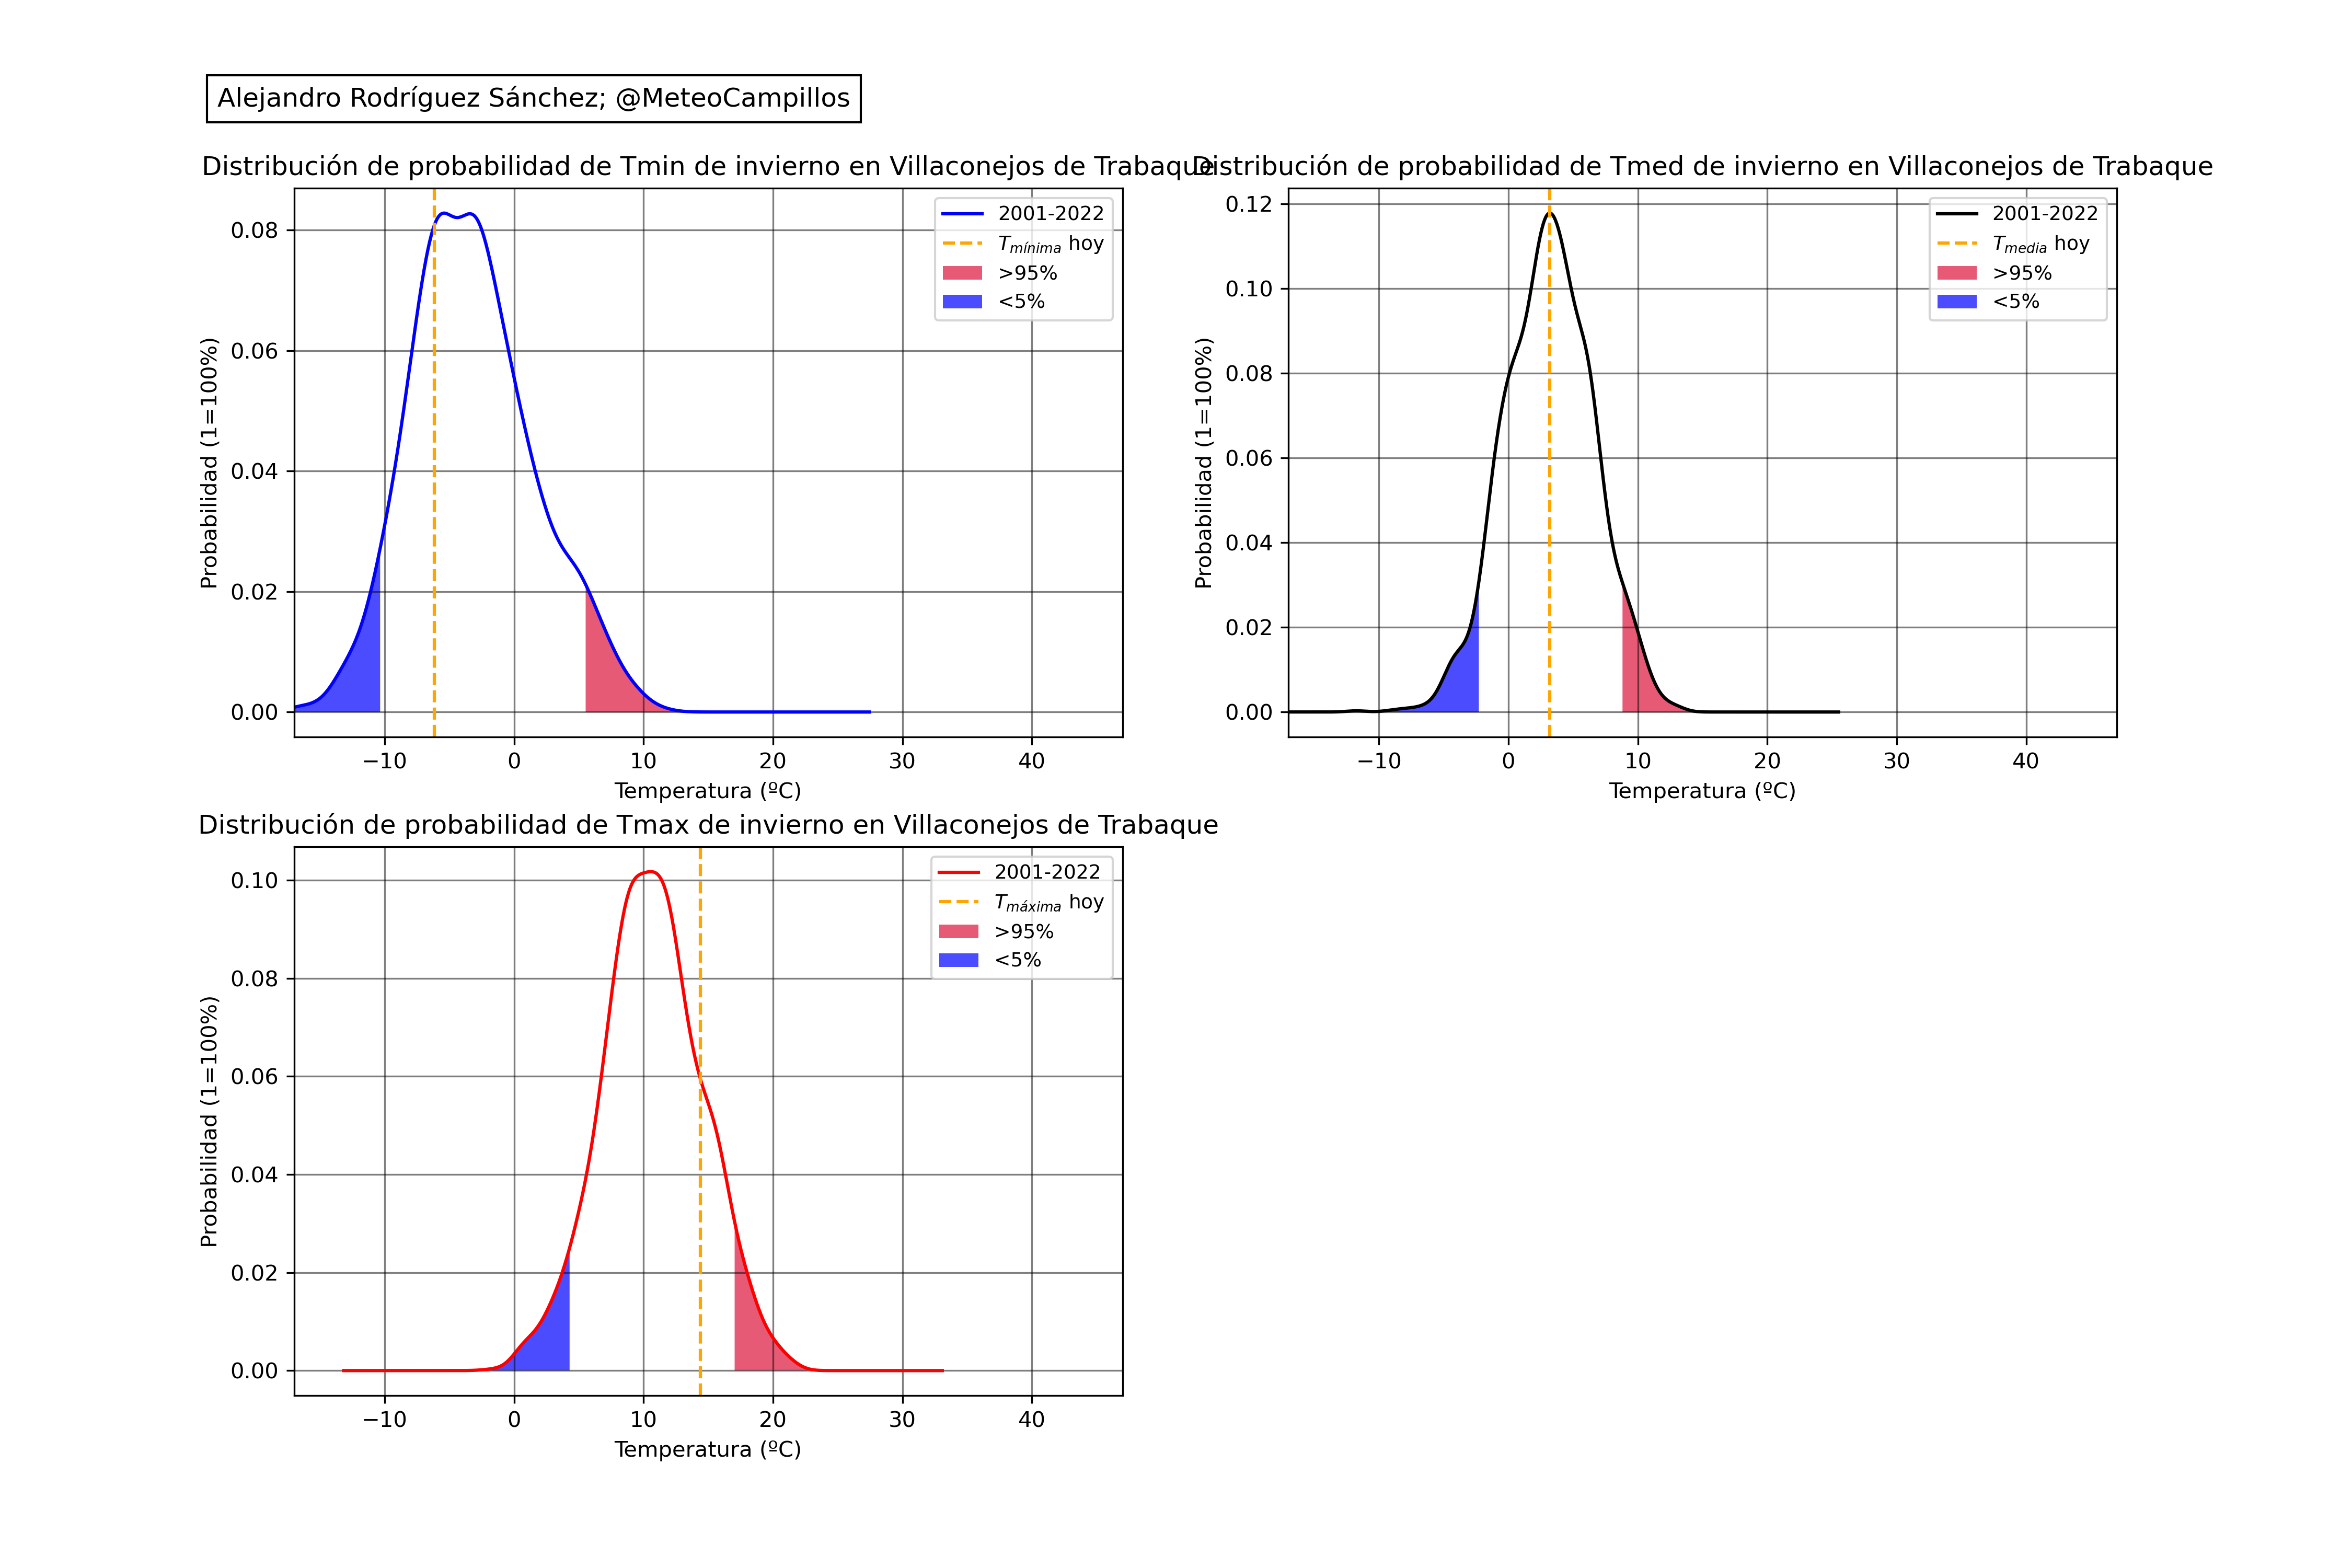 Alejandro Rodríguez Sánchez; @MeteoCampillos
Distribución de probabilidad de Tmin de invierno en Villaconejos de Trabaque
Probabilidad (1=100%)
0.08
0.06
0.04
0.02
0.00
2001-2022
Tmínima hoy
>95%
<5%
−10 0 10 20 30 40
Temperatura (ºC)
Distribución de probabilidad de Tmed de invierno en Villaconejos de Trabaque
Probabilidad (1=100%)
0.12
0.10
0.08
0.06
0.04
0.02
0.00
2001-2022
Tmedia hoy
>95%
<5%
−10 0 10 20 30 40
Temperatura (ºC)
Distribución de probabilidad de Tmax de invierno en Villaconejos de Trabaque
Probabilidad (1=100%)
0.10
0.08
0.06
0.04
0.02
0.00
2001-2022
Tmáxima hoy
>95%
<5%
−10 0 10 20 30 40
Temperatura (ºC)